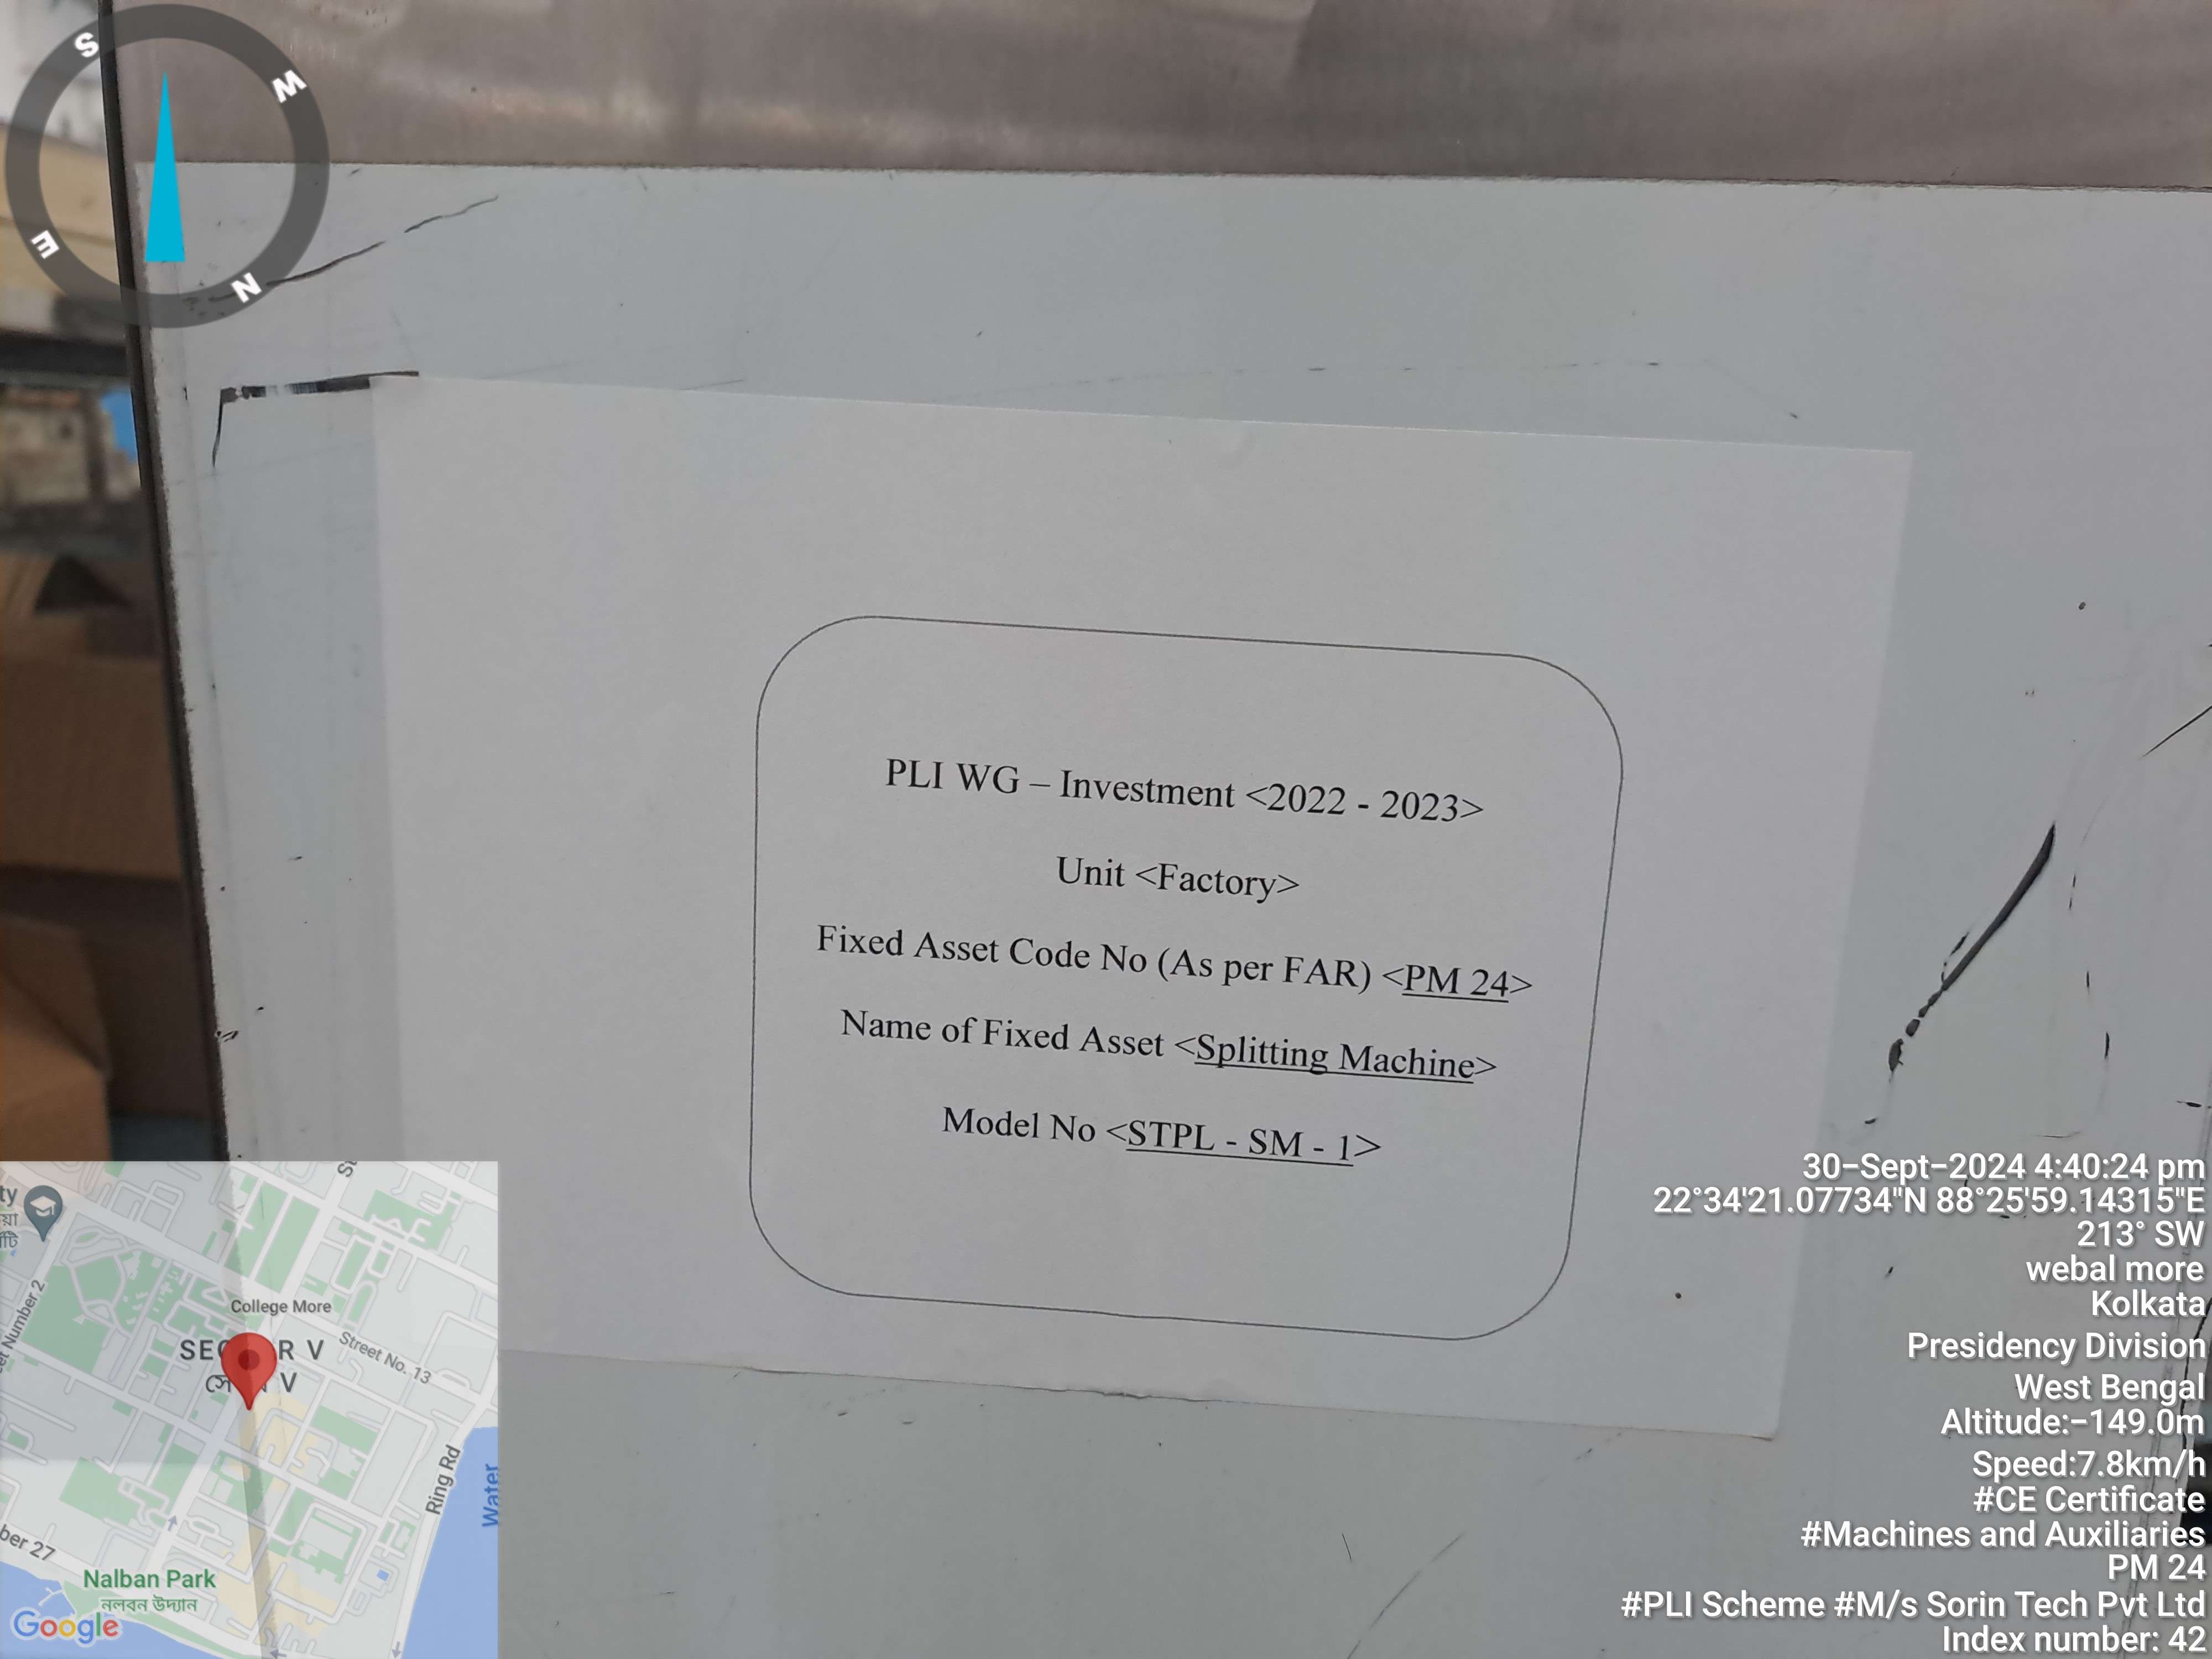 S
W
E
N
PLI WG – Investment <2022 - 2023>
Unit <Factory>
Fixed Asset Code No (As per FAR) <PM 24>
Name of Fixed Asset <Splitting Machine>
Model No <STPL - SM - 1>
30-Sept-2024 4:40:24 pm
22°34'21.07734"N 88°25'59.14315"E
213° SW
webal more
Kolkata
Presidency Division
West Bengal
Altitude:-149.0m
Speed:7.8km/h
#CE Certificate
#Machines and Auxiliaries
PM 24
#PLI Scheme #M/s Sorin Tech Pvt Ltd
Index number: 42
College More
Street No. 13
Ring Rd
Water
Nalban Park
নলবন উদ্যান
Google